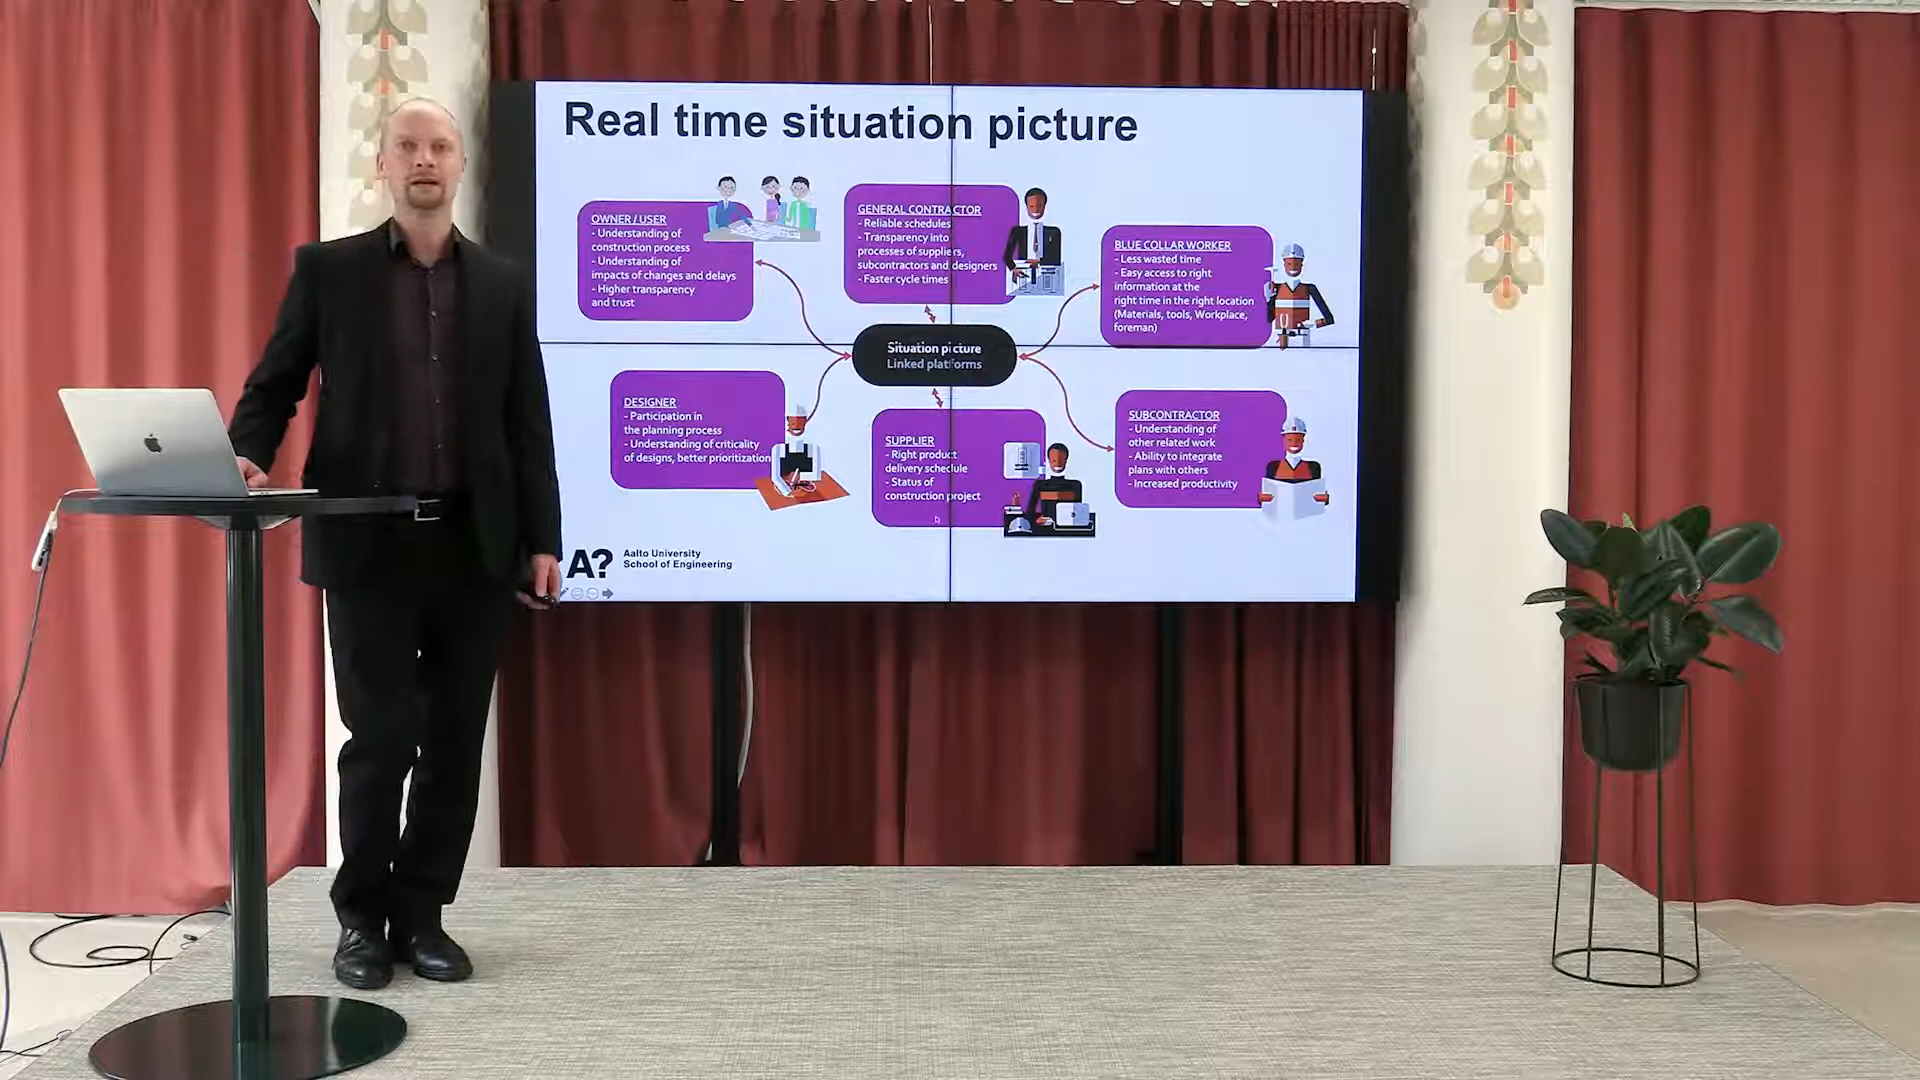 Real time situation picture
OWNER / USER
- Understanding of
construction process
- Understanding of
impacts of changes and delays
- Higher transparency
and trust
GENERAL CONTRACTOR
- Reliable schedules
- Transparency into
processes of suppliers,
subcontractors and designers
- Faster cycle times
BLUE COLLAR WORKER
- Less wasted time
- Easy access to right
information at the
right time in the right location
(Materials, tools, Workplace,
foreman)
Situation picture
Linked platforms
DESIGNER
- Participation in
the planning process
- Understanding of criticality
of designs, better prioritization
SUPPLIER
- Right product
delivery schedule
- Status of
construction project
SUBCONTRACTOR
- Understanding of
other related work
- Ability to integrate
plans with others
- Increased productivity
A?
Aalto University
School of Engineering